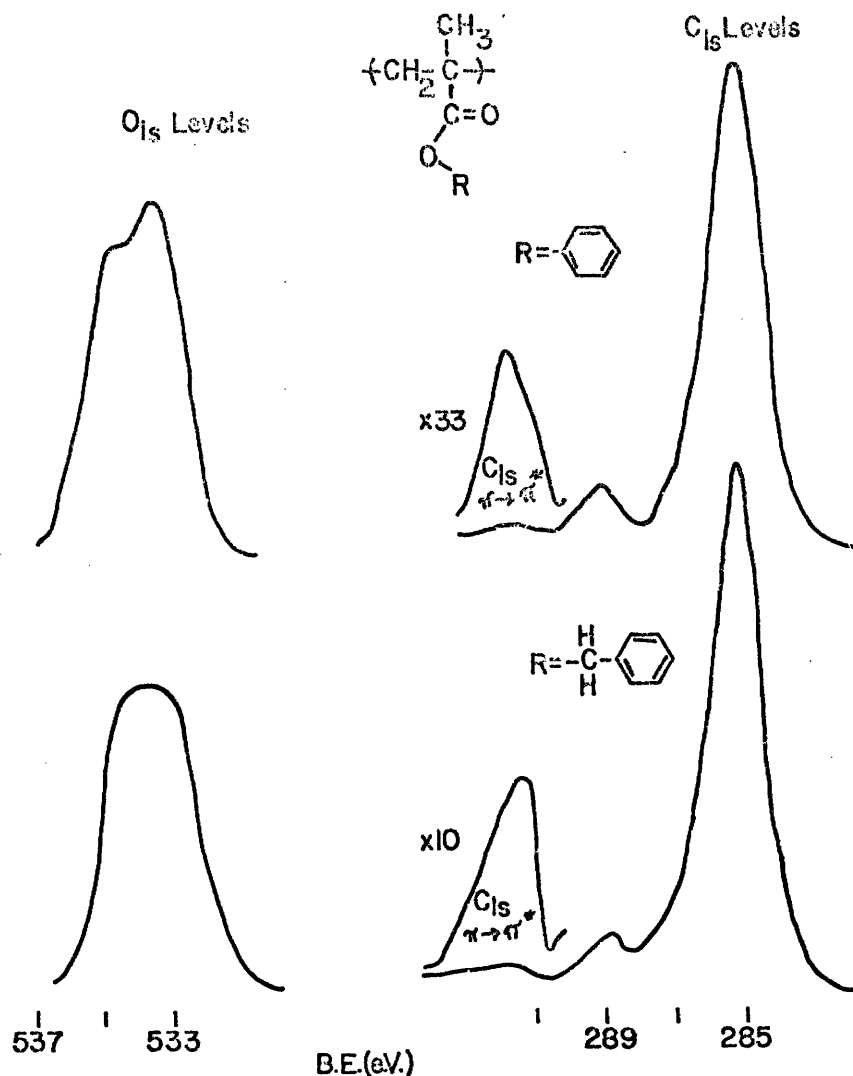 O1s Levels
C1s Levels
CH3
(CH2-C)
C=O
O
R
R=-
x33
C1s
π→π*
H
R=-C-
H
x10
C1s
π→π*
537
533
289
285
B.E.(eV.)